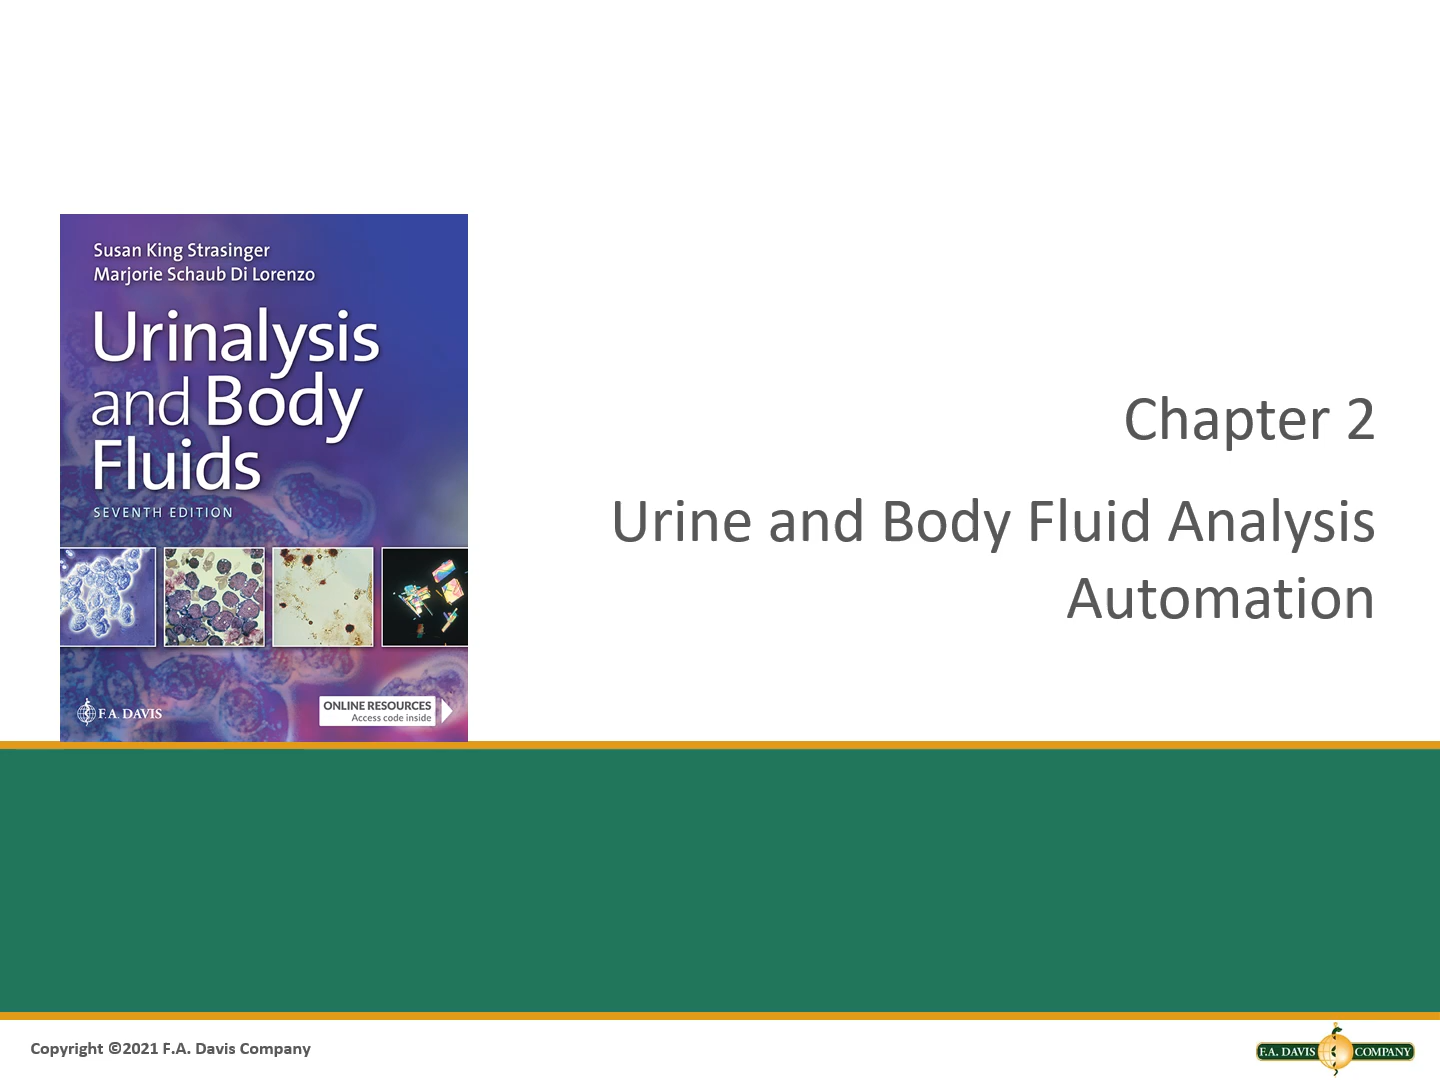 Susan King Strasinger
Marjorie Schaub Di Lorenzo
Urinalysis
and Body
Fluids
SEVENTH EDITION
F.A. DAVIS
ONLINE RESOURCES
Access code inside
Chapter 2
Urine and Body Fluid Analysis
Automation
Copyright ©2021 F.A. Davis Company
F.A. DAVIS COMPANY